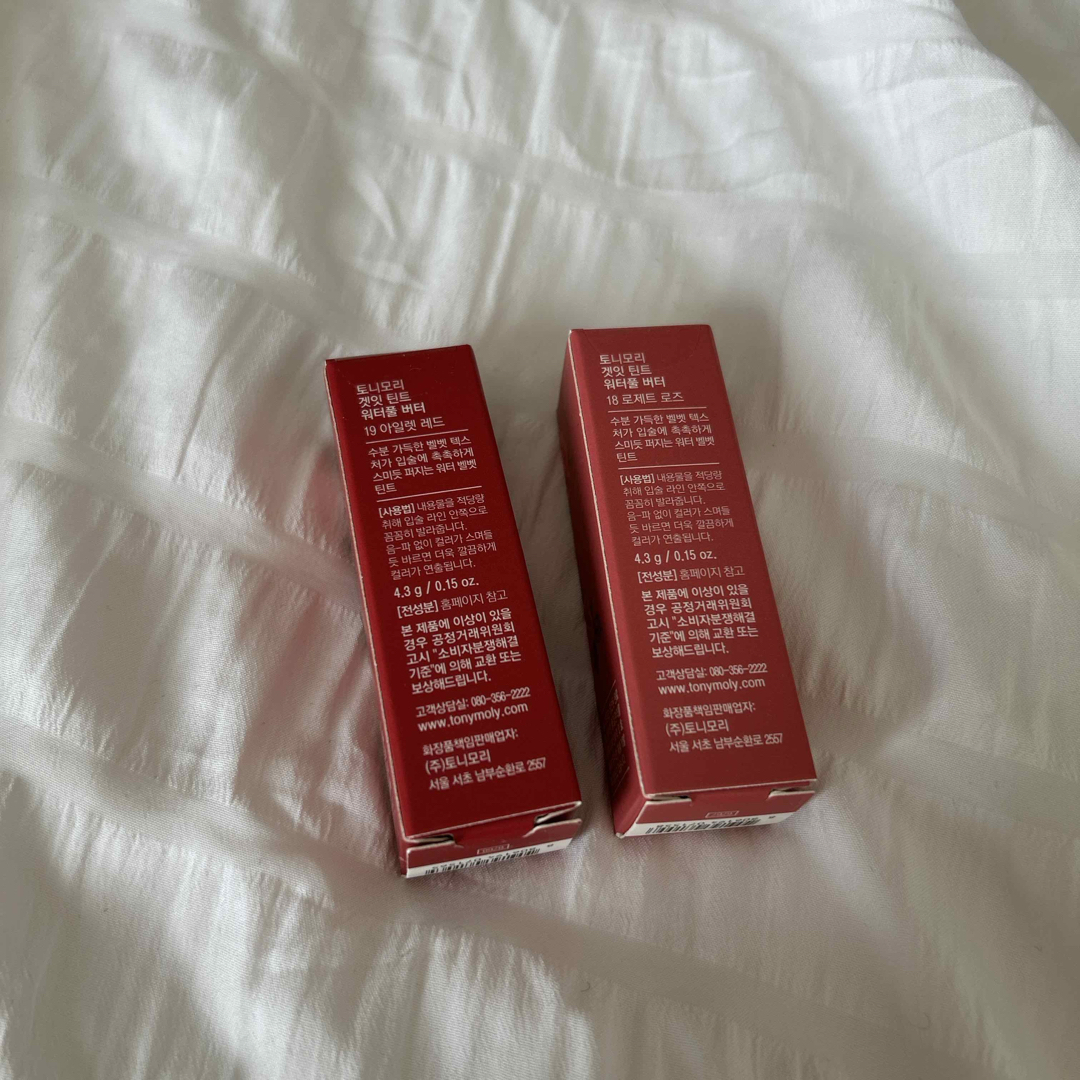 토니모리
겟잇 틴트
워터풀 버터
19 아일렛 레드
수분 가득한 벨벳 텍스
처가 입술에 촉촉하게
스미듯 퍼지는 워터 벨벳
틴트
[사용법] 내용물을 적당량
취해 입술 라인 안쪽으로
꼼꼼히 발라줍니다.
음-파 없이 컬러가 스며들
듯 바르면 더욱 깔끔하게
컬러가 연출됩니다.
4.3 g / 0.15 oz.
[전성분] 홈페이지 참고
본 제품에 이상이 있을
경우 공정거래위원회
고시 "소비자분쟁해결
기준"에 의해 교환 또는
보상해드립니다.
고객상담실: 080-356-2222
www.tonymoly.com
화장품책임판매업자:
(주)토니모리
서울 서초 남부순환로 2557
토니모리
겟잇 틴트
워터풀 버터
18 로제트 로즈
수분 가득한 벨벳 텍스
처가 입술에 촉촉하게
스미듯 퍼지는 워터 벨벳
틴트
[사용법] 내용물을 적당량
취해 입술 라인 안쪽으로
꼼꼼히 발라줍니다.
음-파 없이 컬러가 스며들
듯 바르면 더욱 깔끔하게
컬러가 연출됩니다.
4.3 g / 0.15 oz.
[전성분] 홈페이지 참고
본 제품에 이상이 있을
경우 공정거래위원회
고시 "소비자분쟁해결
기준"에 의해 교환 또는
보상해드립니다.
고객상담실: 080-356-2222
www.tonymoly.com
화장품책임판매업자:
(주)토니모리
서울 서초 남부순환로 2557